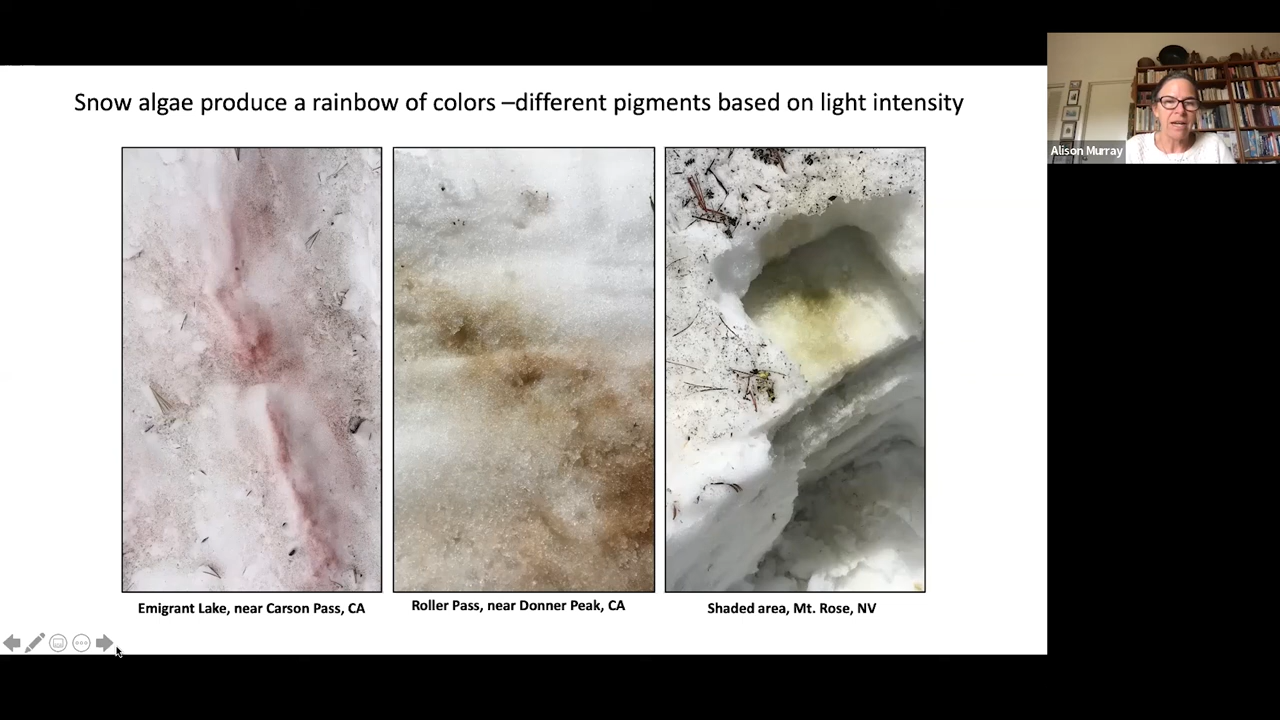 Snow algae produce a rainbow of colors –different pigments based on light intensity
Alison Murray
Emigrant Lake, near Carson Pass, CA
Roller Pass, near Donner Peak, CA
Shaded area, Mt. Rose, NV